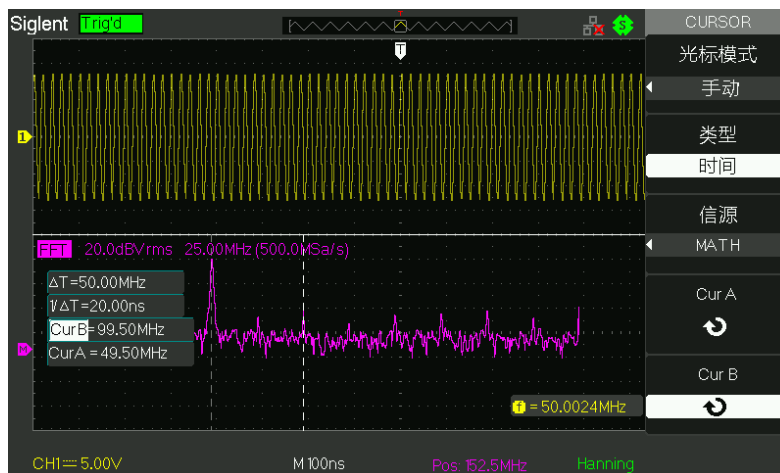 Siglent Trig'd
T
1
FFT 20.0dBVrms 25.00MHz (500.0MSa/s)
ΔT=50.00MHz
1/ΔT=20.00ns
CurB=99.50MHz
CurA=49.50MHz
M
f = 50.0024MHz
CH1 5.00V M 100ns Pos: 152.5MHz Hanning
CURSOR
光标模式
手动
类型
时间
信源
MATH
Cur A
Cur B